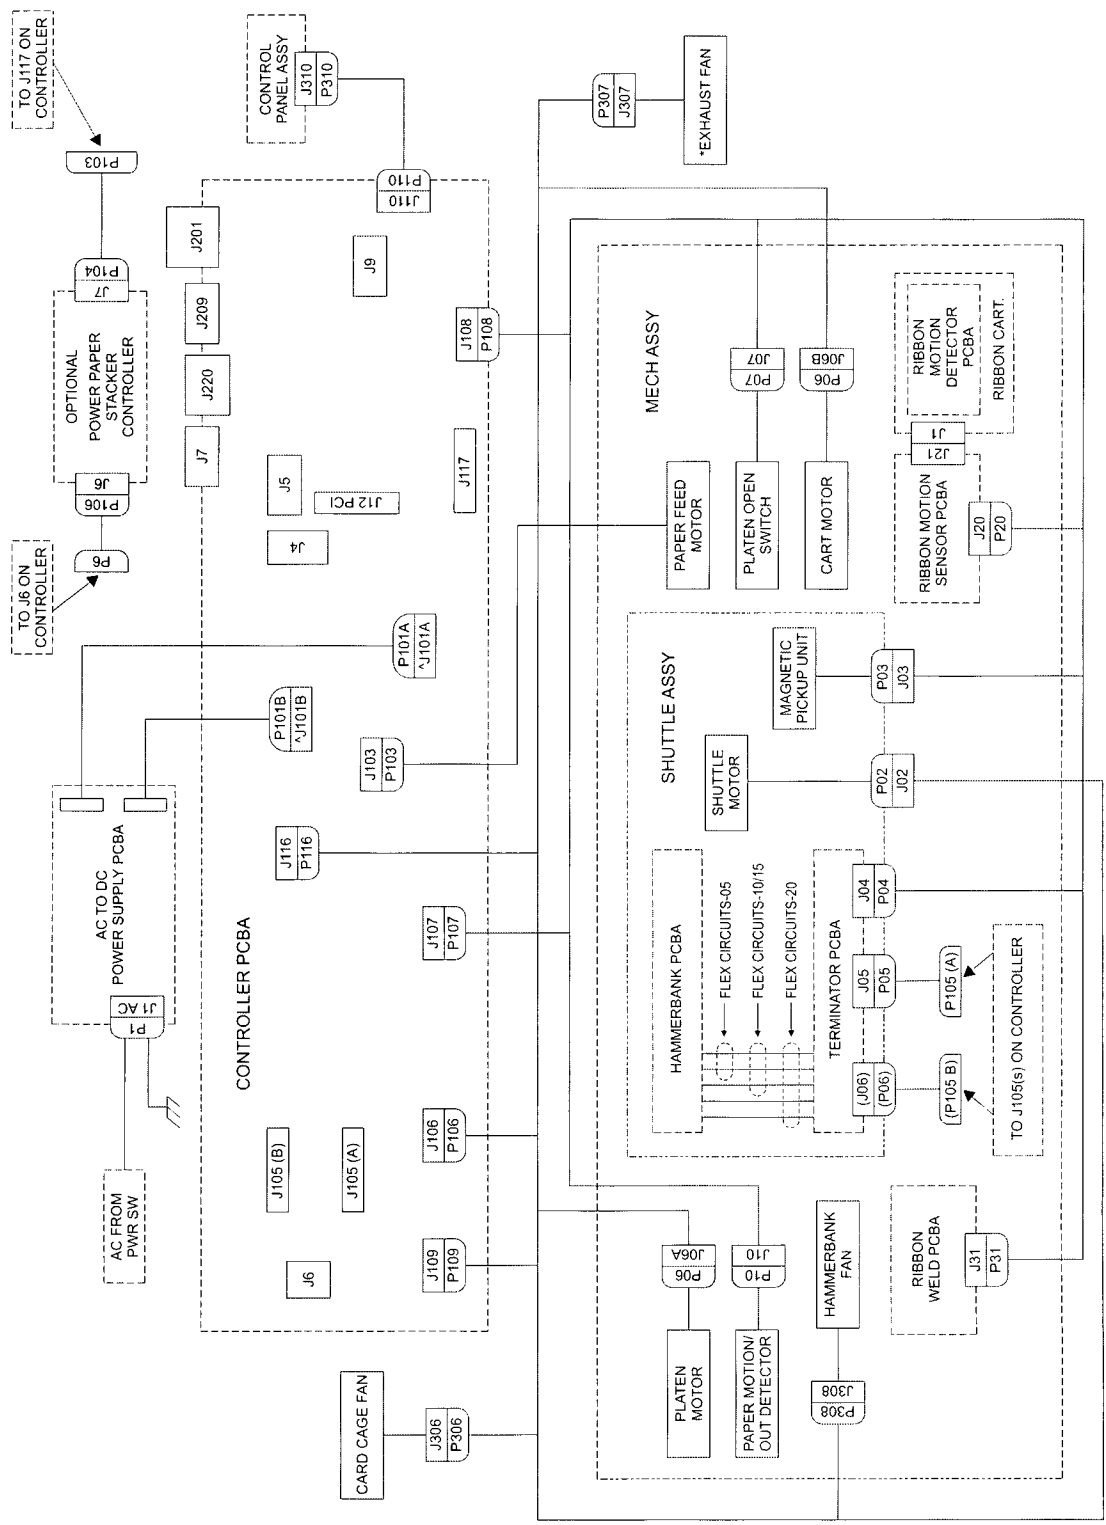 AC FROM
PWR SW
P1
J1 AC
AC TO DC
POWER SUPPLY PCBA
TO J6 ON
CONTROLLER
P6
P106
J6
OPTIONAL
POWER PAPER
STACKER
CONTROLLER
J7
P104
P103
TO J117 ON
CONTROLLER
CONTROLLER PCBA
J6
J105 (B)
J105 (A)
J109
P109
J106
P106
J107
P107
J116
P116
J103
P103
P101B
^J101B
P101A
^J101A
J4
J5
J12 PCI
J117
J7
J220
J209
J201
J9
J108
P108
J110
P110
CONTROL
PANEL ASSY
J310
P310
CARD CAGE FAN
J306
P306
P307
J307
*EXHAUST FAN
MECH ASSY
PLATEN
MOTOR
P06
J06A
PAPER MOTION/
OUT DETECTOR
P10
J10
P308
J308
HAMMERBANK
FAN
RIBBON
WELD PCBA
J31
P31
SHUTTLE ASSY
HAMMERBANK PCBA
FLEX CIRCUITS-05
FLEX CIRCUITS-10/15
FLEX CIRCUITS-20
TERMINATOR PCBA
(J06)
(P06)
J05
P05
J04
P04
(P105 B)
P105 (A)
TO J105(s) ON CONTROLLER
SHUTTLE
MOTOR
P02
J02
MAGNETIC
PICKUP UNIT
P03
J03
PAPER FEED
MOTOR
PLATEN OPEN
SWITCH
P07
J07
CART MOTOR
P06
J06B
RIBBON MOTION
SENSOR PCBA
J20
P20
J21
J1
RIBBON
MOTION
DETECTOR
PCBA
RIBBON CART.